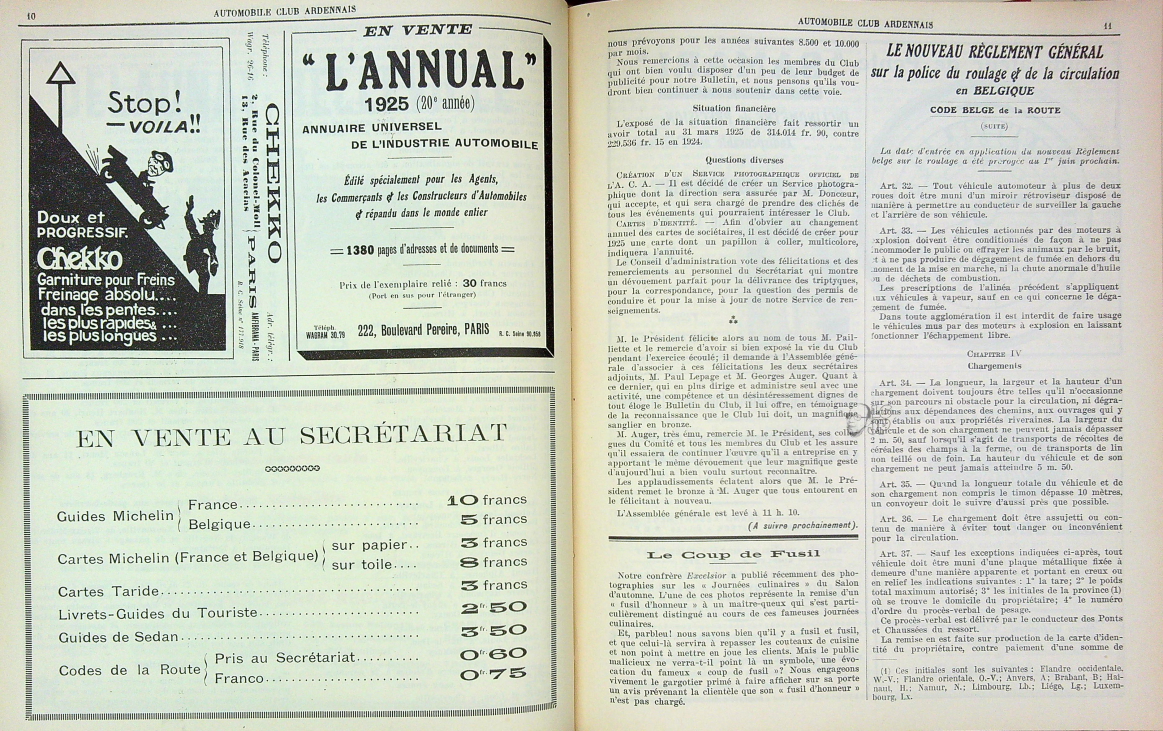 10
AUTOMOBILE CLUB ARDENNAIS
Stop!
— VOILA!!
Doux et
PROGRESSIF.
Chekko
Garniture pour Freins
Freinage absolu....
dans les pentes....
les plus rapides & ...
les plus longues ...
Téléphone :
Wagr. 26-16
2, Rue du Colonel-Moll
13, Rue des Acacias
PARIS
R. C. Seine n° 111.918
CHEKKO
Adr. télégr. :
ANFIBRANA-PARIS
EN VENTE
“L'ANNUAL”
1925 (20e année)
ANNUAIRE UNIVERSEL
DE L'INDUSTRIE AUTOMOBILE
Édité spécialement pour les Agents,
les Commerçants & les Constructeurs d'Automobiles
& répandu dans le monde entier
1380 pages d'adresses et de documents
Prix de l'exemplaire relié : 30 francs
(Port en sus pour l'étranger)
Téléph.
WAGRAM 30.79
222, Boulevard Pereire, PARIS
R. C. Seine 90.956
EN VENTE AU SECRÉTARIAT
Guides Michelin
France.................... 10 francs
Belgique................... 5 francs
Cartes Michelin (France et Belgique)
sur papier.. 3 francs
sur toile.... 8 francs
Cartes Taride............................ 3 francs
Livrets-Guides du Touriste.................. 2fr.50
Guides de Sedan........................... 3fr.50
Codes de la Route
Pris au Secrétariat.......... 0fr.60
Franco..................... 0fr.75
AUTOMOBILE CLUB ARDENNAIS
11
nous prévoyons pour les années suivantes 8.500 et 10.000
par mois.
Nous remercions à cette occasion les membres du Club
qui ont bien voulu disposer d'un peu de leur budget de
publicité pour notre Bulletin, et nous pensons qu'ils vou-
dront bien continuer à nous soutenir dans cette voie.
Situation financière
L'exposé de la situation financière fait ressortir un
avoir total au 31 mars 1925 de 314.014 fr. 90, contre
229.536 fr. 15 en 1924.
Questions diverses
CRÉATION D'UN SERVICE PHOTOGRAPHIQUE OFFICIEL DE
L'A. C. A. — Il est décidé de créer un Service photogra-
phique dont la direction sera assurée par M. Doncœur,
qui accepte, et qui sera chargé de prendre des clichés de
tous les événements qui pourraient intéresser le Club.
CARTES D'IDENTITÉ. — Afin d'obvier au changement
annuel des cartes de sociétaires, il est décidé de créer pour
1925 une carte dont un papillon à coller, multicolore,
indiquera l'annuité.
Le Conseil d'administration vote des félicitations et des
remerciements au personnel du Secrétariat qui montre
un dévouement parfait pour la délivrance des triptyques,
pour la correspondance, pour la question des permis de
conduire et pour la mise à jour de notre Service de ren-
seignements.
M. le Président félicite alors au nom de tous M. Pail-
liette et le remercie d'avoir si bien exposé la vie du Club
pendant l'exercice écoulé; il demande à l'Assemblée géné-
rale d'associer à ces félicitations les deux secrétaires
adjoints, M. Paul Lepage et M. Georges Auger. Quant à
ce dernier, qui en plus dirige et administre seul avec une
activité, une compétence et un désintéressement dignes de
tout éloge le Bulletin du Club, il lui offre, en témoignage
de la reconnaissance que le Club lui doit, un magnifique
sanglier en bronze.
M. Auger, très ému, remercie M. le Président, ses collè-
gues du Comité et tous les membres du Club et les assure
qu'il essaiera de continuer l'œuvre qu'il a entreprise en y
apportant le même dévouement que leur magnifique geste
d'aujourd'hui a bien voulu surtout reconnaître.
Les applaudissements éclatent alors que M. le Pré-
sident remet le bronze à M. Auger que tous entourent en
le félicitant à nouveau.
L'Assemblée générale est levé à 11 h. 10.
(A suivre prochainement).
Le Coup de Fusil
Notre confrère Excelsior a publié récemment des pho-
tographies sur les « Journées culinaires » du Salon
d'automne. L'une de ces photos représente la remise d'un
« fusil d'honneur » à un maître-queux qui s'est parti-
culièrement distingué au cours de ces fameuses journées
culinaires.
Et, parbleu! nous savons bien qu'il y a fusil et fusil,
et que celui-là servira à repasser les couteaux de cuisine
et non point à mettre en joue les clients. Mais le public
malicieux ne verra-t-il point là un symbole, une évo-
cation du fameux « coup de fusil »? Nous engageons
vivement le gargotier primé à faire afficher sur sa porte
un avis prévenant la clientèle que son « fusil d'honneur »
n'est pas chargé.
LE NOUVEAU RÈGLEMENT GÉNÉRAL
sur la police du roulage & de la circulation
en BELGIQUE
CODE BELGE de la ROUTE
(SUITE)
La date d'entrée en application du nouveau Règlement
belge sur le roulage a été prorogée au 1er juin prochain.
Art. 32. — Tout véhicule automoteur à plus de deux
roues doit être muni d'un miroir rétroviseur disposé de
manière à permettre au conducteur de surveiller la gauche
et l'arrière de son véhicule.
Art. 33. — Les véhicules actionnés par des moteurs à
explosion doivent être conditionnés de façon à ne pas
incommoder le public ou effrayer les animaux par le bruit,
et à ne pas produire de dégagement de fumée en dehors du
moment de la mise en marche, ni la chute anormale d'huile
ou de déchets de combustion.
Les prescriptions de l'alinéa précédent s'appliquent
aux véhicules à vapeur, sauf en ce qui concerne le déga-
gement de fumée.
Dans toute agglomération il est interdit de faire usage
le véhicules mus par des moteurs à explosion en laissant
fonctionner l'échappement libre.
CHAPITRE IV
Chargements
Art. 34. — La longueur, la largeur et la hauteur d'un
chargement doivent toujours être telles qu'il n'occasionne
sur son parcours ni obstacle pour la circulation, ni dégra-
dations aux dépendances des chemins, aux ouvrages qui y
sont établis ou aux propriétés riveraines. La largeur du
véhicule et de son chargement ne peuvent jamais dépasser
2 m. 50, sauf lorsqu'il s'agit de transports de récoltes de
céréales des champs à la ferme, ou de transports de lin
non teillé ou de foin. La hauteur du véhicule et de son
chargement ne peut jamais atteindre 5 m. 50.
Art. 35. — Quand la longueur totale du véhicule et de
son chargement non compris le timon dépasse 10 mètres,
un convoyeur doit le suivre d'aussi près que possible.
Art. 36. — Le chargement doit être assujetti ou con-
tenu de manière à éviter tout danger ou inconvénient
pour la circulation.
Art. 37. — Sauf les exceptions indiquées ci-après, tout
véhicule doit être muni d'une plaque métallique fixée à
demeure d'une manière apparente et portant en creux ou
en relief les indications suivantes : 1° la tare; 2° le poids
total maximum autorisé; 3° les initiales de la province (1)
où se trouve le domicile du propriétaire; 4° le numéro
d'ordre du procès-verbal de pesage.
Ce procès-verbal est délivré par le conducteur des Ponts
et Chaussées du ressort.
La remise en est faite sur production de la carte d'iden-
tité du propriétaire, contre paiement d'une somme de
(1) Ces initiales sont les suivantes : Flandre occidentale,
W.-V.; Flandre orientale, O.-V.; Anvers, A; Brabant, B; Hai-
naut, H.; Namur, N.; Limbourg, Lb.; Liége, Lg.; Luxem-
bourg, Lx.